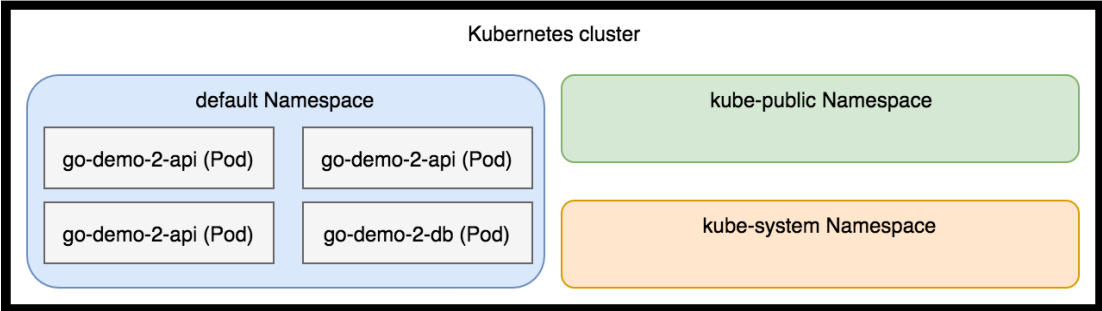 Kubernetes cluster
default Namespace
go-demo-2-api (Pod)
go-demo-2-api (Pod)
go-demo-2-api (Pod)
go-demo-2-db (Pod)
kube-public Namespace
kube-system Namespace